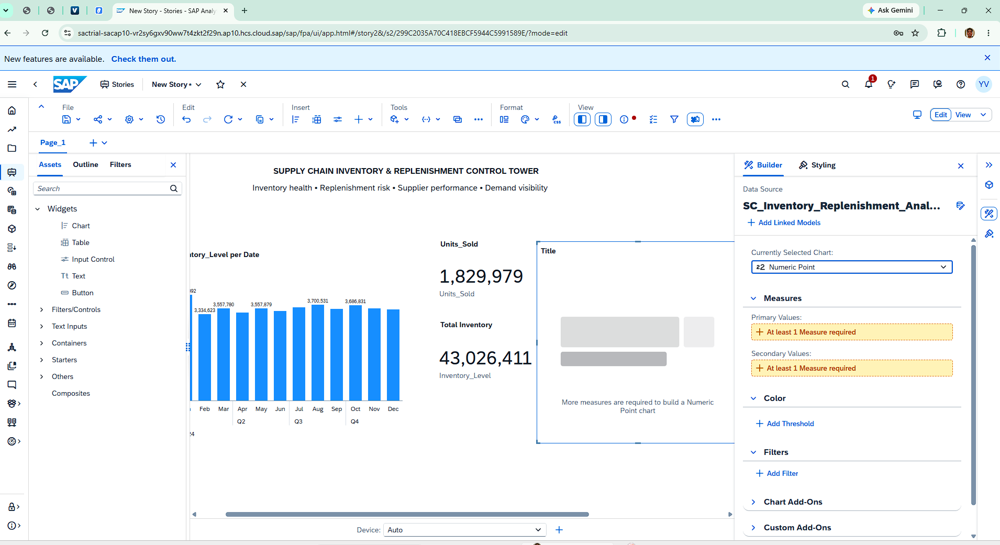 New Story - Stories - SAP Analy
Ask Gemini
sactrial-sacap10-vr2sy6gxv90ww7t4zkt2f29n.ap10.hcs.cloud.sap/sap/fpa/ui/app.html#/story2&/s2/299C2035A70C418EBCF5944C5991589E/?mode=edit
New features are available. Check them out.
SAP
Stories
New Story*
1
YV
File
Edit
Insert
Tools
Format
View
css
Edit
View
Page_1
Assets
Outline
Filters
Search
Widgets
Chart
Table
Input Control
Tt Text
Button
Filters/Controls
Text Inputs
Containers
Starters
Others
Composites
SUPPLY CHAIN INVENTORY & REPLENISHMENT CONTROL TOWER
Inventory health • Replenishment risk • Supplier performance • Demand visibility
tory_Level per Date
392
3,334,623
3,557,780
3,557,879
3,700,531
3,686,831
Feb Mar Apr May Jun Jul Aug Sep Oct Nov Dec
Q2 Q3 Q4
24
Units_Sold
1,829,979
Units_Sold
Total Inventory
43,026,411
Inventory_Level
Title
More measures are required to build a Numeric
Point chart
Device:
Auto
Builder
Styling
Data Source
SC_Inventory_Replenishment_Anal...
Add Linked Models
Currently Selected Chart:
Numeric Point
Measures
Primary Values:
At least 1 Measure required
Secondary Values:
At least 1 Measure required
Color
Add Threshold
Filters
Add Filter
Chart Add-Ons
Custom Add-Ons